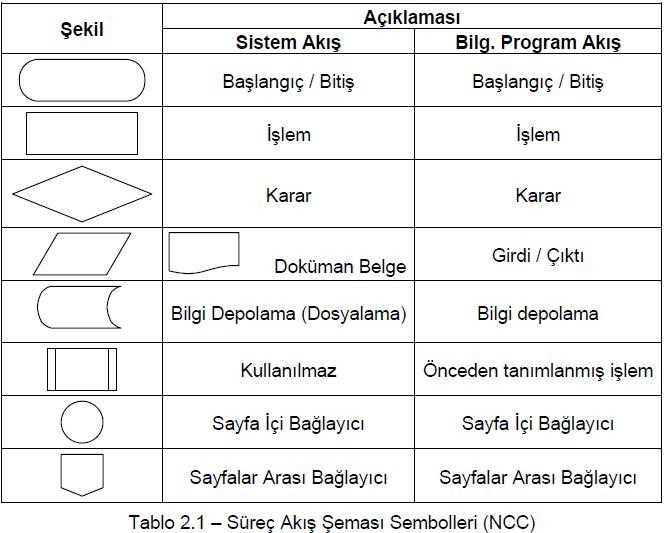 Şekil
Açıklaması
Sistem Akış
Bilg. Program Akış
Başlangıç / Bitiş
Başlangıç / Bitiş
İşlem
İşlem
Karar
Karar
Doküman Belge
Girdi / Çıktı
Bilgi Depolama (Dosyalama)
Bilgi depolama
Kullanılmaz
Önceden tanımlanmış işlem
Sayfa İçi Bağlayıcı
Sayfa İçi Bağlayıcı
Sayfalar Arası Bağlayıcı
Sayfalar Arası Bağlayıcı
Tablo 2.1 – Süreç Akış Şeması Sembolleri (NCC)